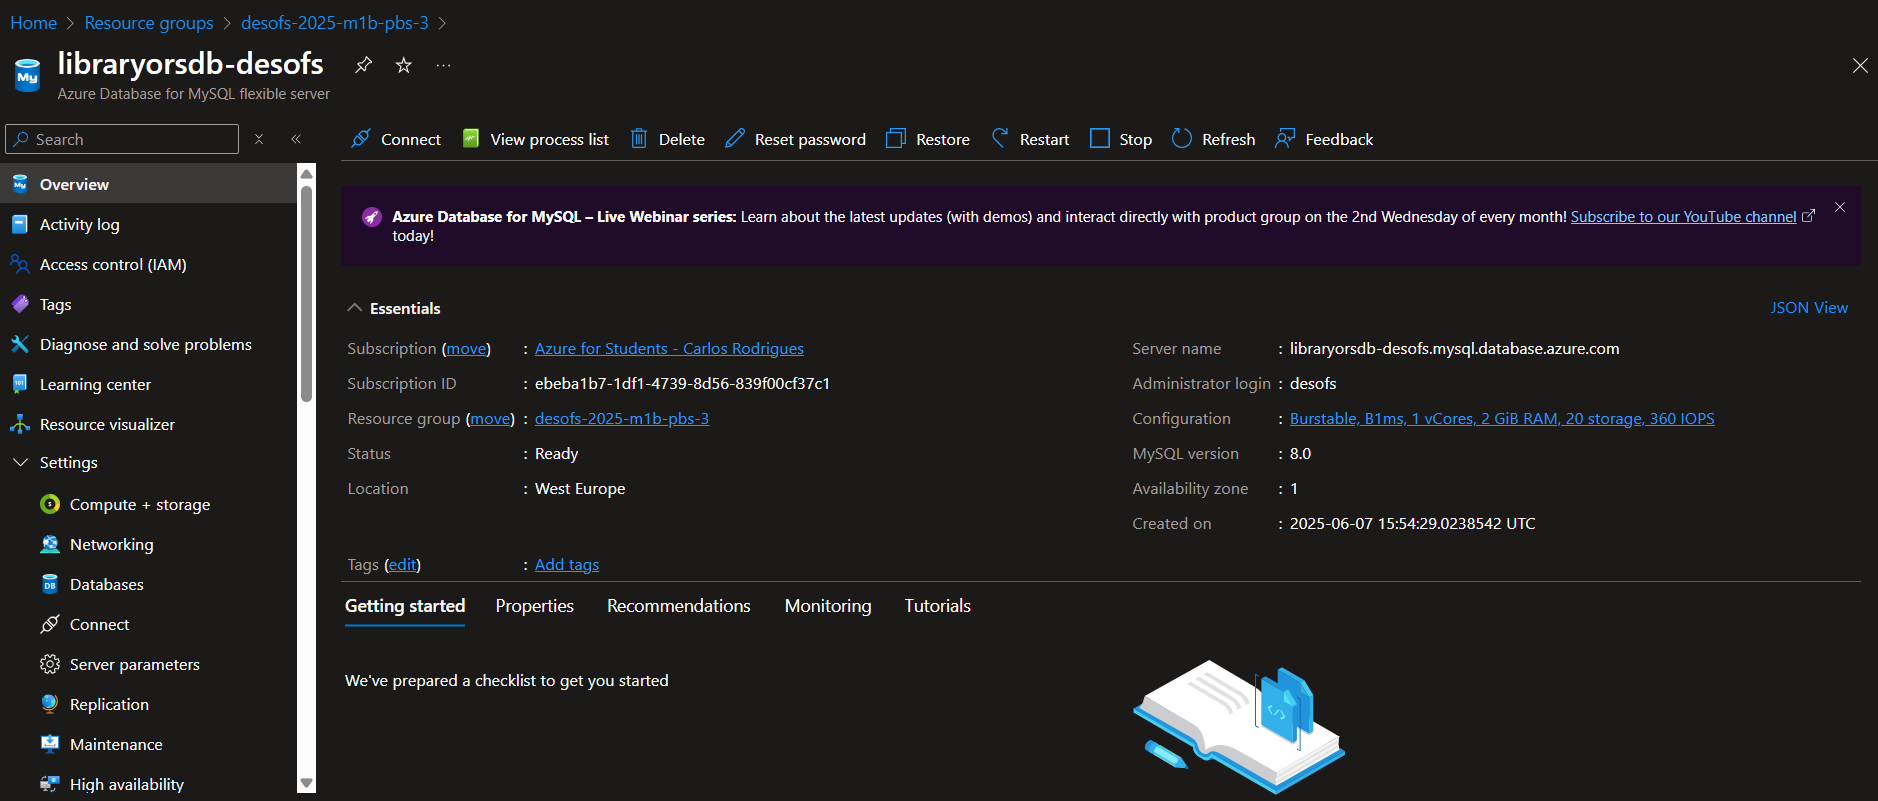 Home > Resource groups > desofs-2025-m1b-pbs-3 >
My
libraryorsdb-desofs
Azure Database for MySQL flexible server
Search
Connect View process list Delete Reset password Restore Restart Stop Refresh Feedback
Overview
Activity log
Access control (IAM)
Tags
Diagnose and solve problems
Learning center
Resource visualizer
Settings
Compute + storage
Networking
Databases
Connect
Server parameters
Replication
Maintenance
High availability
Azure Database for MySQL – Live Webinar series: Learn about the latest updates (with demos) and interact directly with product group on the 2nd Wednesday of every month! Subscribe to our YouTube channel
today!
Essentials
JSON View
Subscription (move) : Azure for Students - Carlos Rodrigues
Subscription ID : ebeba1b7-1df1-4739-8d56-839f00cf37c1
Resource group (move) : desofs-2025-m1b-pbs-3
Status : Ready
Location : West Europe
Server name : libraryorsdb-desofs.mysql.database.azure.com
Administrator login : desofs
Configuration : Burstable, B1ms, 1 vCores, 2 GiB RAM, 20 storage, 360 IOPS
MySQL version : 8.0
Availability zone : 1
Created on : 2025-06-07 15:54:29.0238542 UTC
Tags (edit) : Add tags
Getting started Properties Recommendations Monitoring Tutorials
We've prepared a checklist to get you started